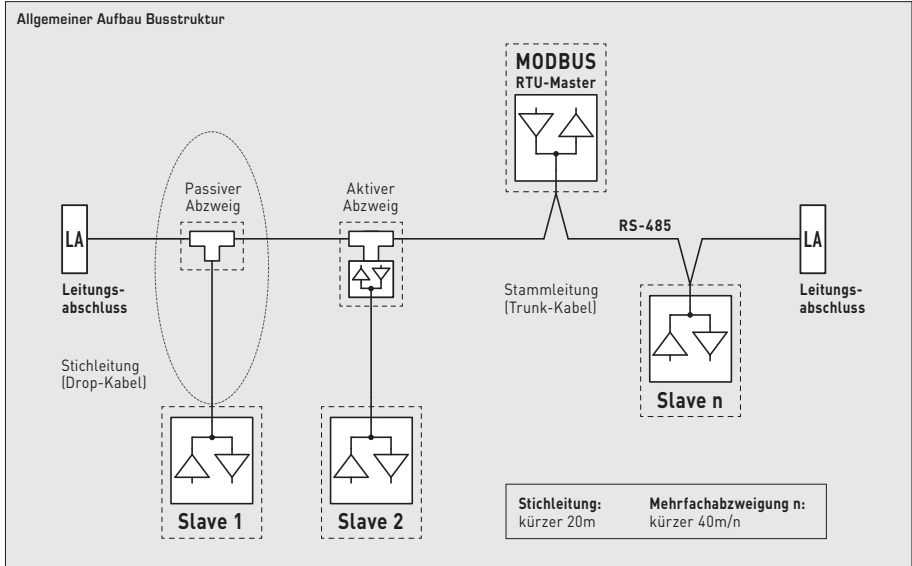 Allgemeiner Aufbau Busstruktur
MODBUS
RTU-Master
Passiver
Abzweig
Aktiver
Abzweig
LA
RS-485
LA
Leitungs-
abschluss
Stammleitung
(Trunk-Kabel)
Leitungs-
abschluss
Stichleitung
(Drop-Kabel)
Slave n
Slave 1
Slave 2
Stichleitung:
kürzer 20m
Mehrfachabzweigung n:
kürzer 40m/n